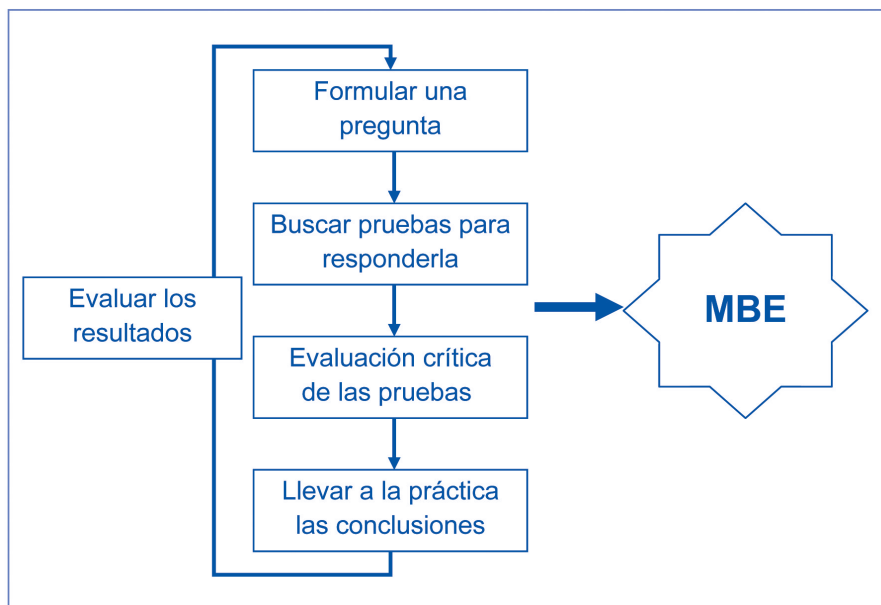 Formular una
pregunta
Buscar pruebas para
responderla
Evaluar los
resultados
MBE
Evaluación crítica
de las pruebas
Llevar a la práctica
las conclusiones